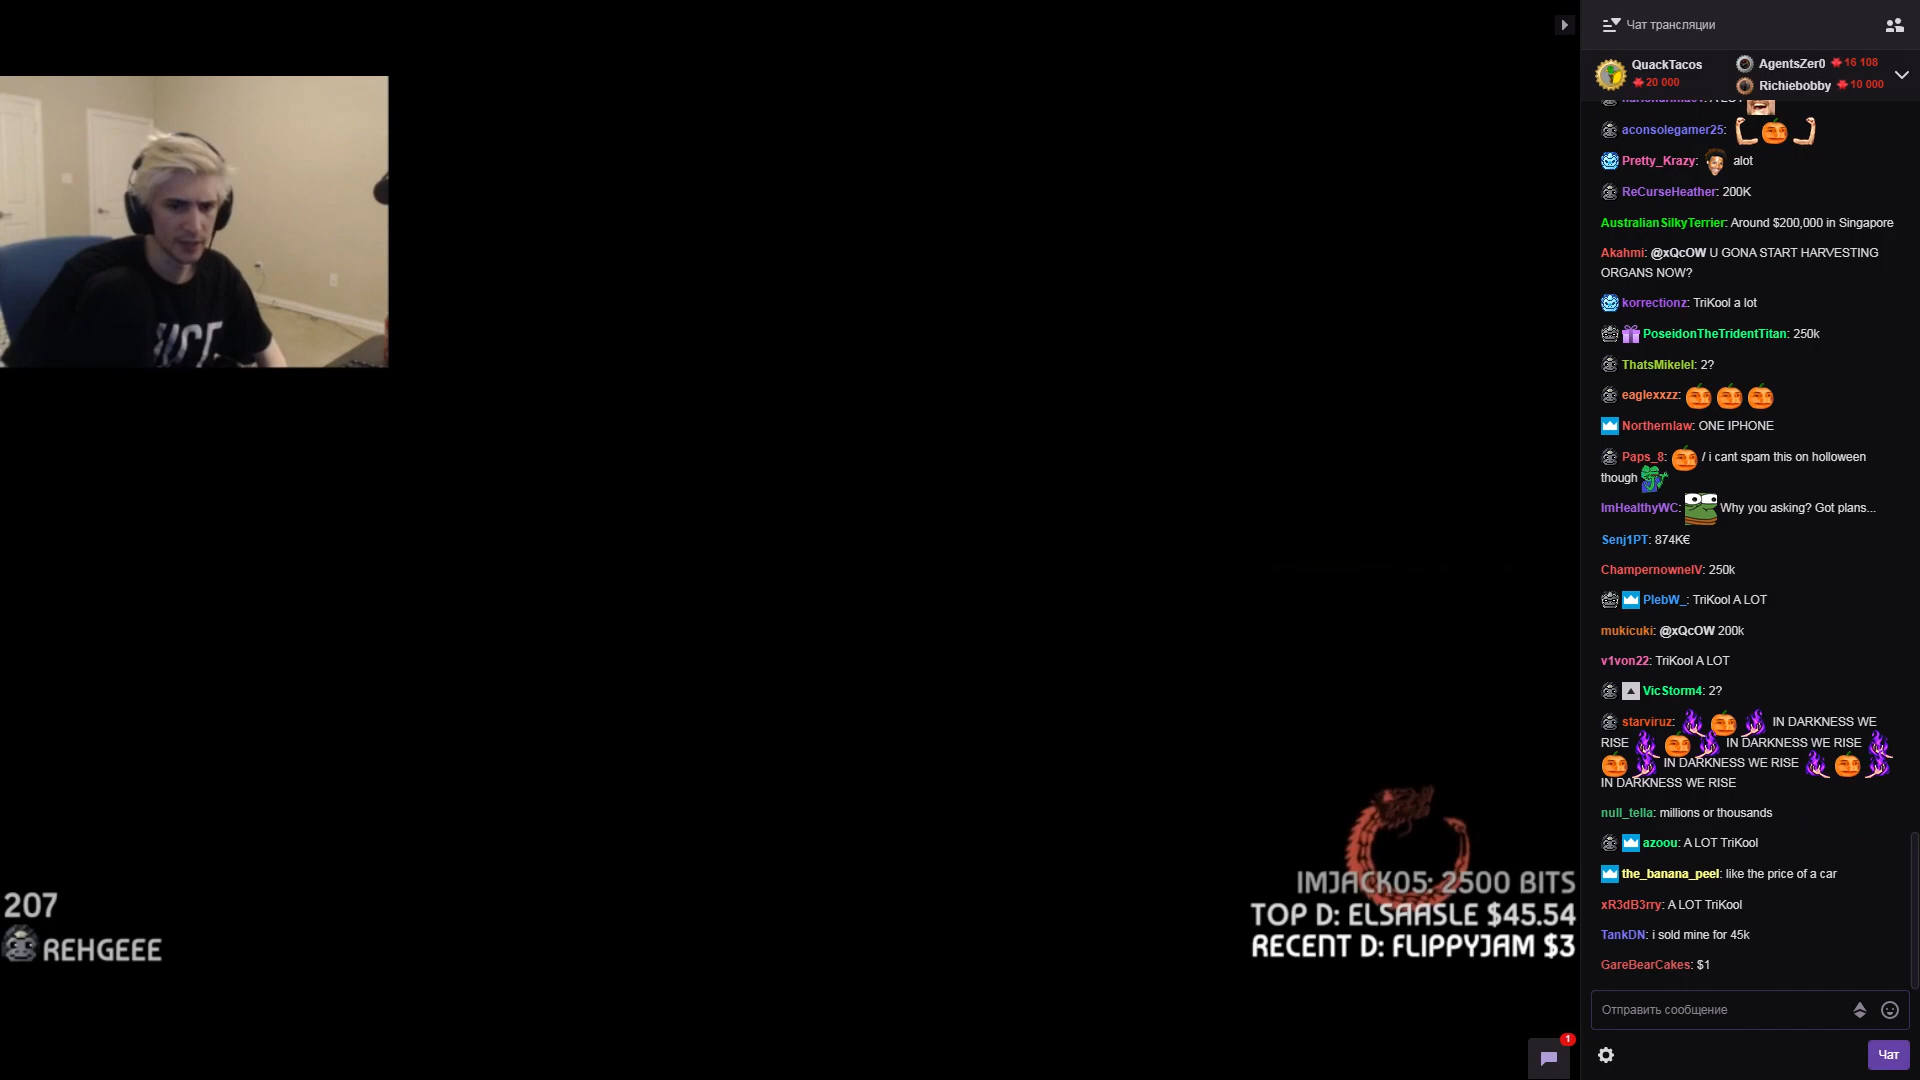 Чат трансляции
QuackTacos
20 000
AgentsZer0 16 108
Richiebobby 10 000
aconsolegamer25:
Pretty_Krazy: alot
ReCurseHeather: 200K
AustralianSilkyTerrier: Around $200,000 in Singapore
Akahmi: @xQcOW U GONA START HARVESTING
ORGANS NOW?
korrectionz: TriKool a lot
PoseidonTheTridentTitan: 250k
ThatsMikelel: 2?
eaglexxzz:
Northernlaw: ONE IPHONE
Paps_8: / i cant spam this on holloween
though
ImHealthyWC: Why you asking? Got plans...
Senj1PT: 874K€
ChampernowneIV: 250k
PlebW_: TriKool A LOT
mukicuki: @xQcOW 200k
v1von22: TriKool A LOT
VicStorm4: 2?
starviruz: IN DARKNESS WE
RISE IN DARKNESS WE RISE
IN DARKNESS WE RISE
IN DARKNESS WE RISE
null_tella: millions or thousands
azoou: A LOT TriKool
the_banana_peel: like the price of a car
xR3dB3rry: A LOT TriKool
TankDN: i sold mine for 45k
GareBearCakes: $1
Отправить сообщение
Чат
1
207
REHGEEE
IMJACK05: 2500 BITS
TOP D: ELSAASLE $45.54
RECENT D: FLIPPYJAM $3